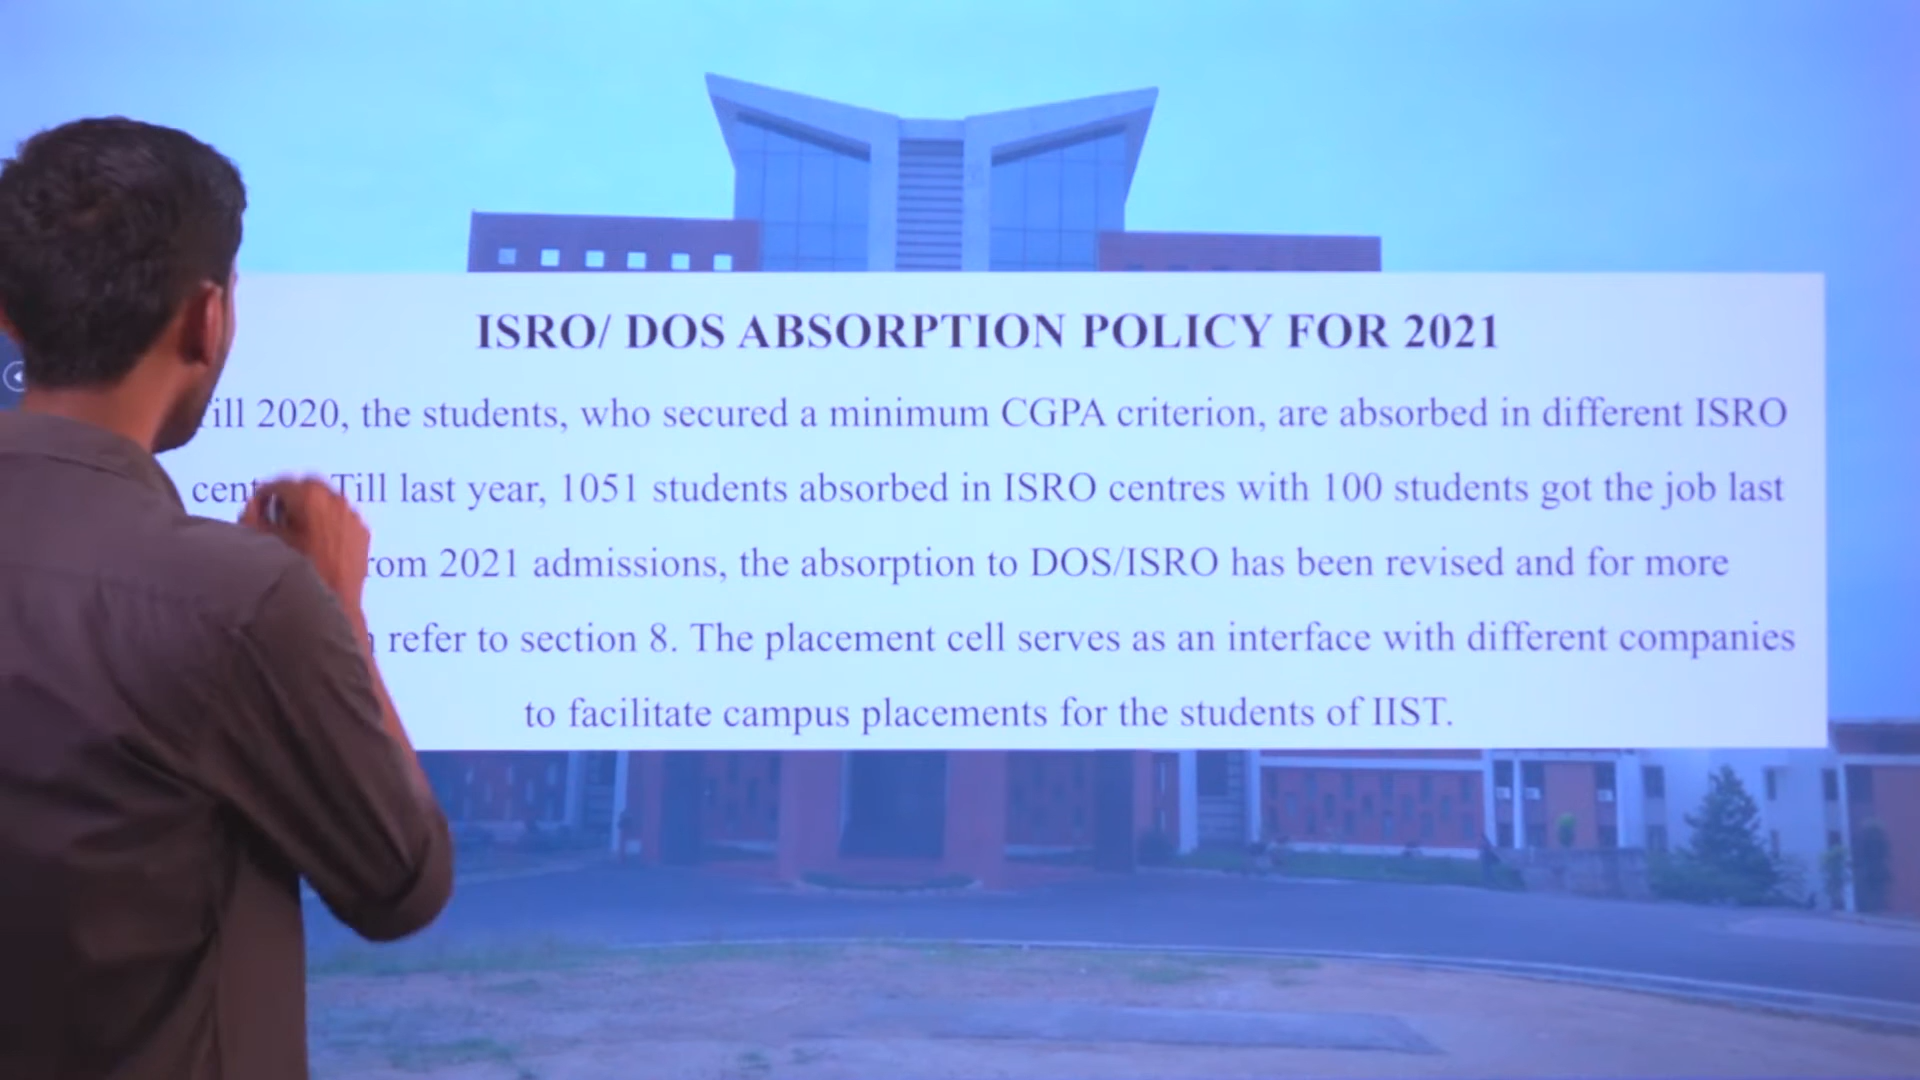 ISRO/ DOS ABSORPTION POLICY FOR 2021
2020, the students, who secured a minimum CGPA criterion, are absorbed in different ISRO
Till last year, 1051 students absorbed in ISRO centres with 100 students got the job last
2021 admissions, the absorption to DOS/ISRO has been revised and for more
refer to section 8. The placement cell serves as an interface with different companies
to facilitate campus placements for the students of IIST.